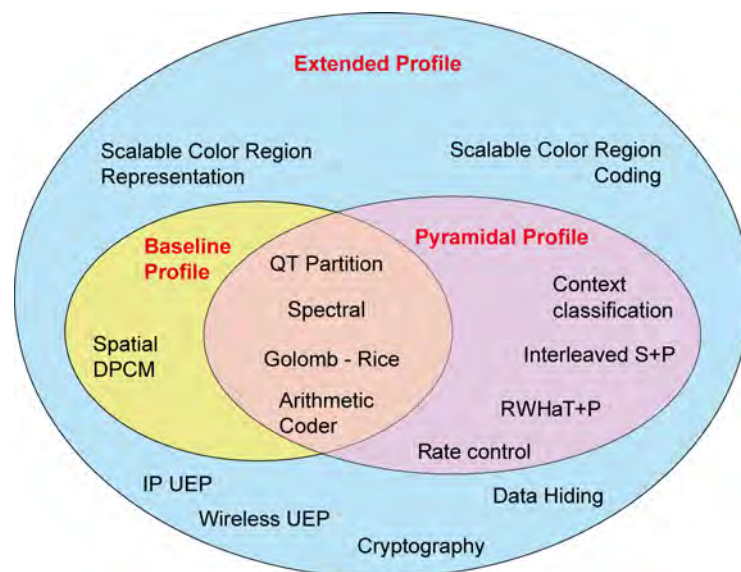 Extended Profile
Scalable Color Region
Representation
Scalable Color Region
Coding
Baseline
Profile
Pyramidal Profile
QT Partition
Spectral
Golomb - Rice
Arithmetic
Coder
Spatial
DPCM
Context
classification
Interleaved S+P
RWHaT+P
Rate control
IP UEP
Wireless UEP
Data Hiding
Cryptography